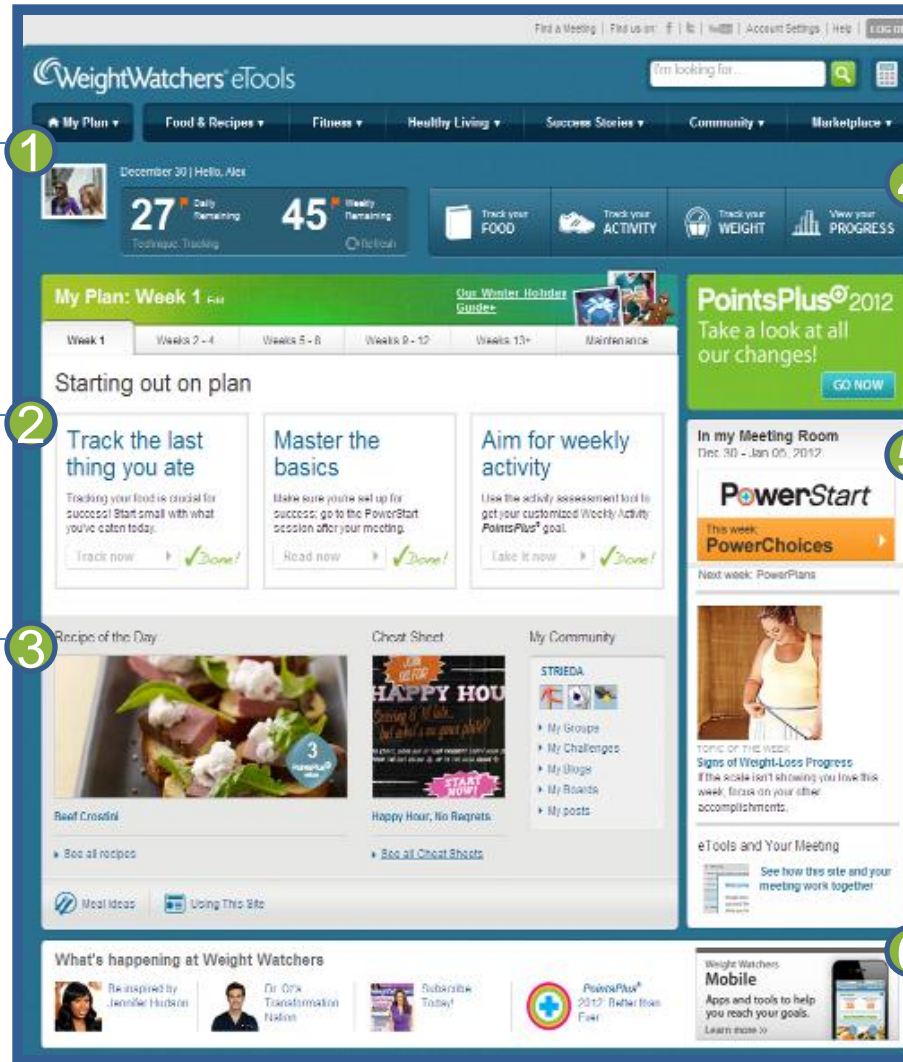 Find a Meeting | Find us on: f | | | Account Settings | Help | LOG OU
WeightWatchers eTools
I'm looking for...
My Plan
Food & Recipes
Fitness
Healthy Living
Success Stories
Community
Marketplace
1
December 30 | Hello, Alex
27 Daily Remaining
45 Weekly Remaining
Technique: Tracking
Refresh
Track your FOOD
Track your ACTIVITY
Track your WEIGHT
View your PROGRESS
My Plan: Week 1 Edit
Our Winter Holiday
Guide
Week 1
Weeks 2 - 4
Weeks 5 - 8
Weeks 9 - 12
Weeks 13+
Maintenance
Starting out on plan
2
Track the last
thing you ate
Tracking your food is crucial for
success! Start small with what
you've eaten today.
Track now
Done!
Master the
basics
Make sure you're set up for
success; go to the PowerStart
session after your meeting.
Read now
Done!
Aim for weekly
activity
Use the activity assessment tool to
get your customized Weekly Activity
PointsPlus® goal.
Take it now
Done!
3
Recipe of the Day
3
PointsPlus®
value
Beef Crostini
See all recipes
Cheat Sheet
JOIN
US FOR
HAPPY HOU
START
NOW!
Happy Hour, No Regrets
See all Cheat Sheets
My Community
STRIEDA
My Groups
My Challenges
My Blogs
My Boards
My posts
Meal Ideas
Using This Site
PointsPlus 2012
Take a look at all
our changes!
GO NOW
In my Meeting Room
Dec 30 - Jan 05, 2012
PowerStart
This week:
PowerChoices
Next week: PowerPlans
TOPIC OF THE WEEK
Signs of Weight-Loss Progress
If the scale isn't showing you love this
week, focus on your other
accomplishments.
eTools and Your Meeting
See how this site and your
meeting work together
What's happening at Weight Watchers
Be inspired by
Jennifer Hudson
Dr. Oz's
Transformation
Nation
Subscribe
Today!
PointsPlus®
2012: Better than
Ever
Weight Watchers
Mobile
Apps and tools to help
you reach your goals.
Learn more >>